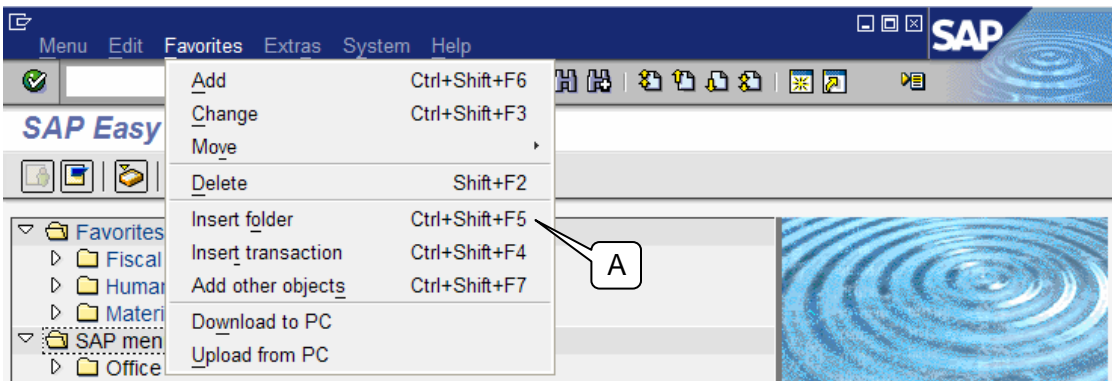 Menu Edit Favorites Extras System Help
SAP
Add Ctrl+Shift+F6
Change Ctrl+Shift+F3
SAP Easy
Move
Delete Shift+F2
Insert folder Ctrl+Shift+F5
Favorites
Insert transaction Ctrl+Shift+F4
A
Fiscal
Add other objects Ctrl+Shift+F7
Human
Materi
Download to PC
SAP men
Upload from PC
Office